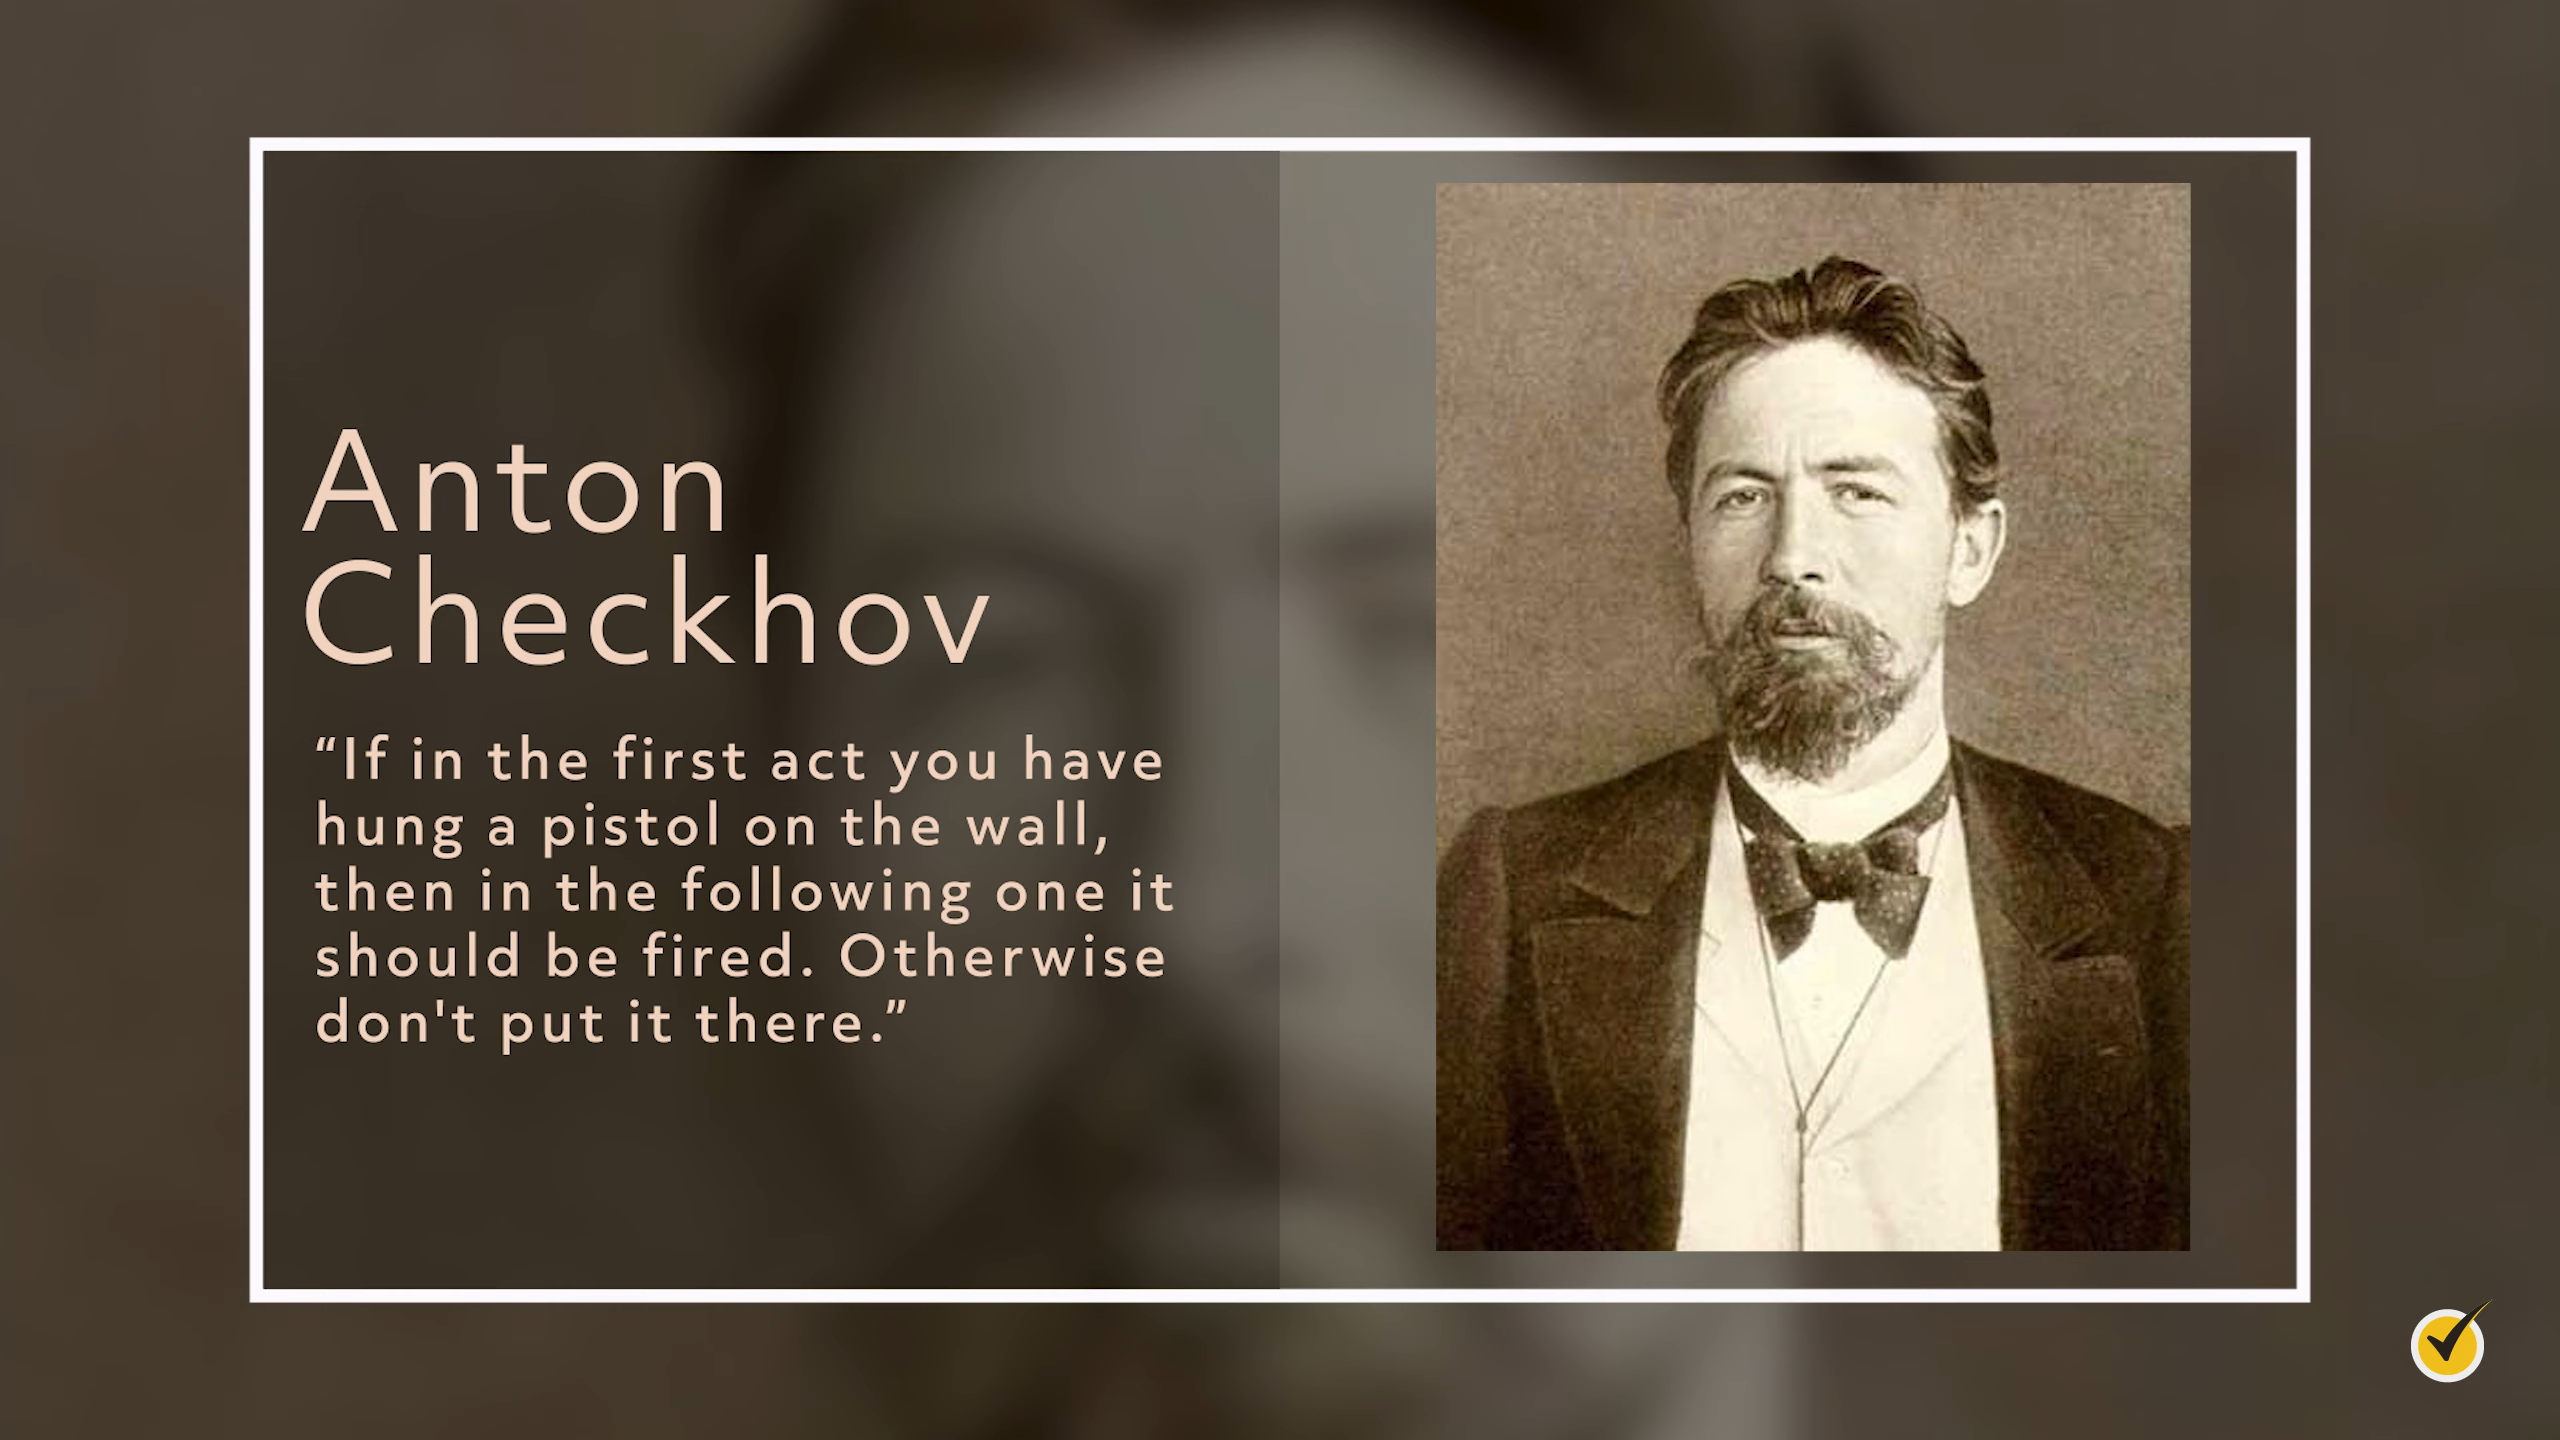 Anton
Checkhov
“If in the first act you have
hung a pistol on the wall,
then in the following one it
should be fired. Otherwise
don't put it there.”